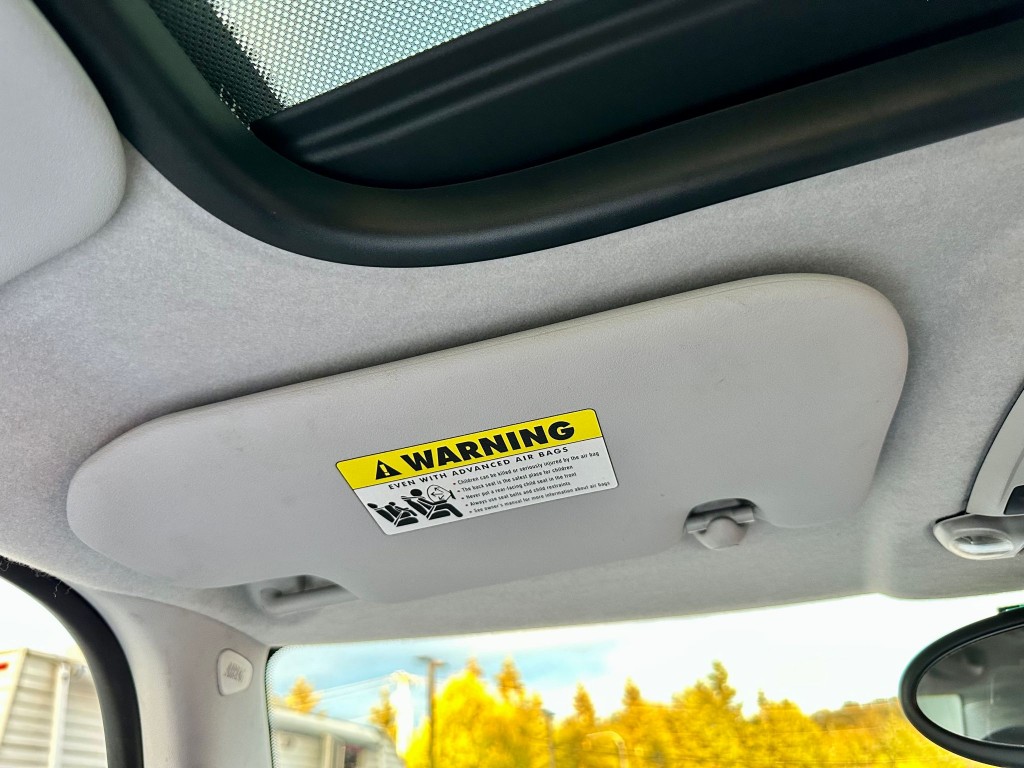 WARNING
EVEN WITH ADVANCED AIR BAGS
• Children can be killed or seriously injured by the air bag
• The back seat is the safest place for children
• Never put a rear-facing child seat in the front
• Always use seat belts and child restraints
• See owner's manual for more information about air bags